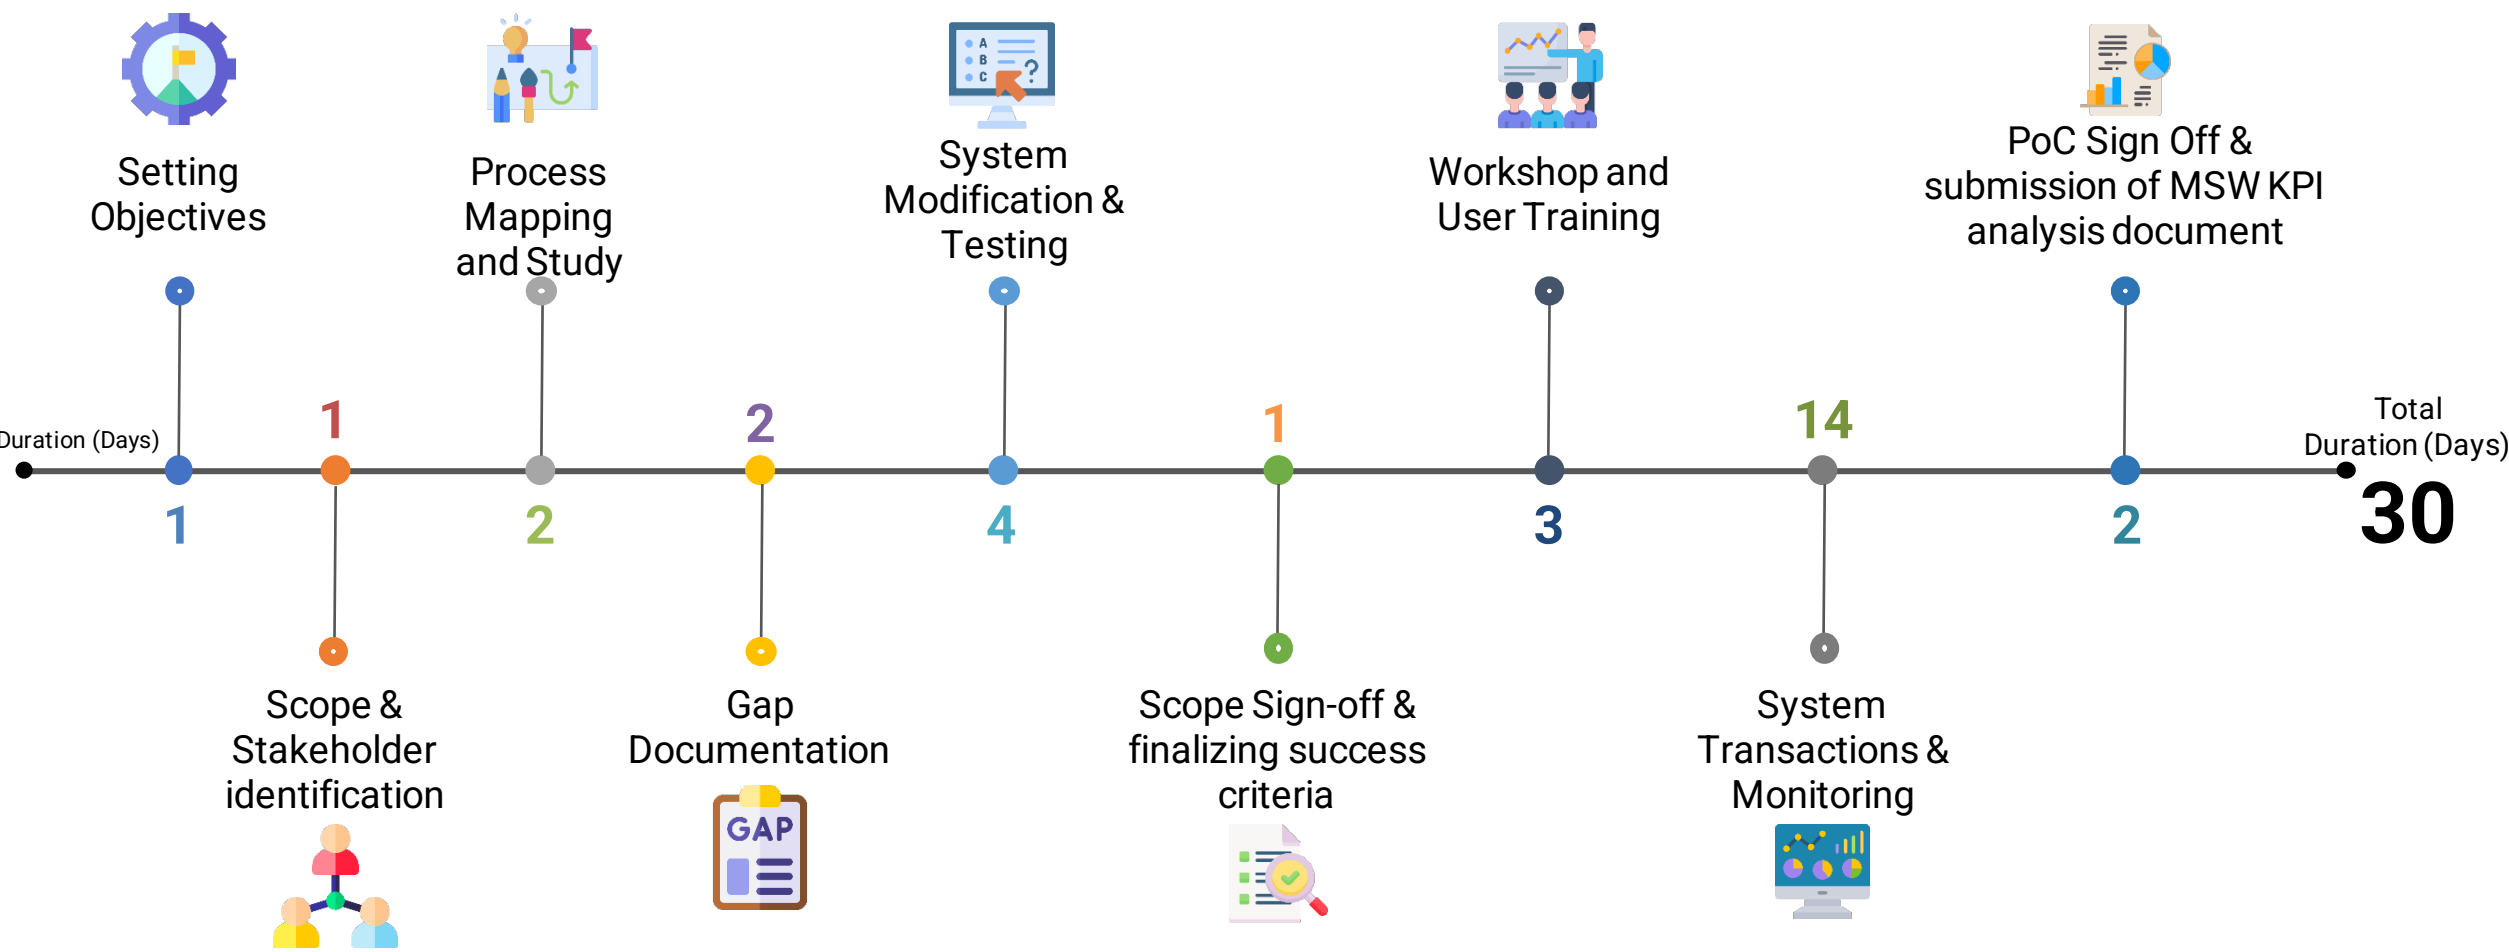 Setting
Objectives
Process
Mapping
and Study
A
B
C
?
System
Modification &
Testing
Workshop and
User Training
PoC Sign Off &
submission of MSW KPI
analysis document
Duration (Days)
1
1
2
2
4
1
3
14
2
Total
Duration (Days)
30
Scope &
Stakeholder
identification
Gap
Documentation
GAP
Scope Sign-off &
finalizing success
criteria
System
Transactions &
Monitoring